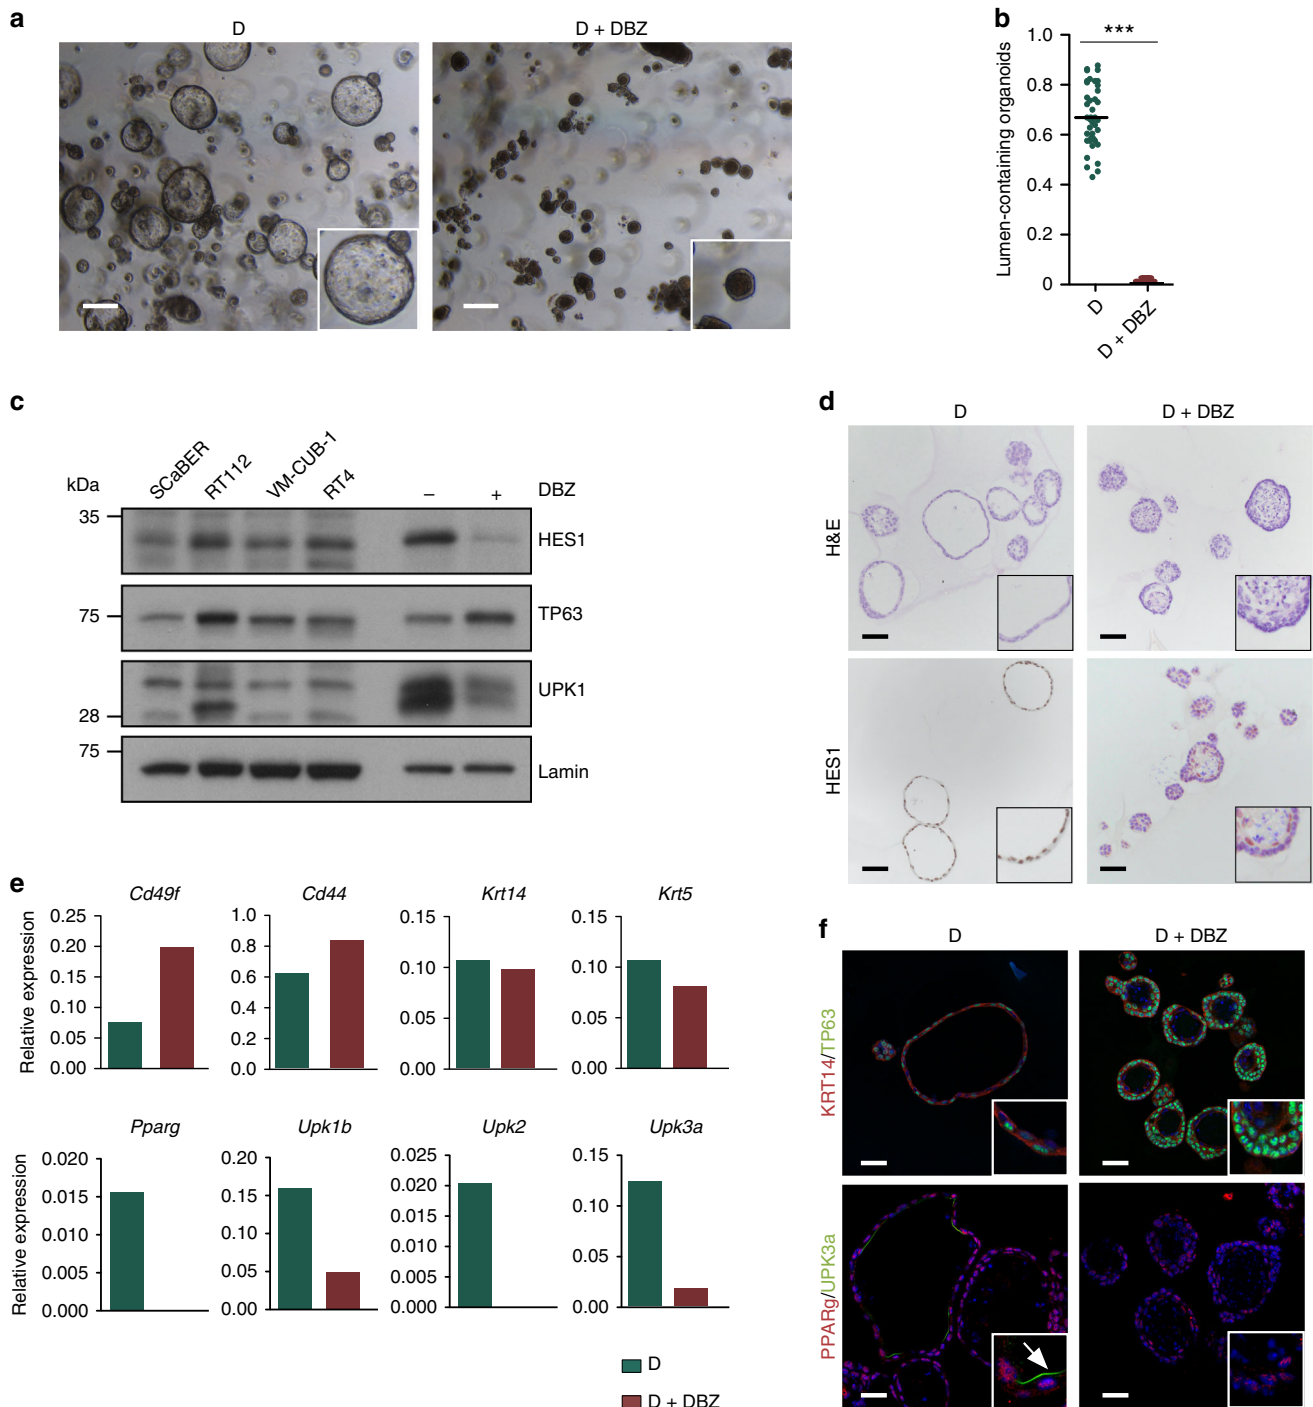 a
D
D + DBZ
b
Lumen-containing organoids
1.0
0.8
0.6
0.4
0.2
0
***
D
D + DBZ
c
kDa
SCaBER
RT112
VM-CUB-1
RT4
–
+
DBZ
35
HES1
75
TP63
UPK1
28
75
Lamin
d
D
D + DBZ
H&E
HES1
e
Relative expression
Cd49f
0.25
0.20
0.15
0.10
0.05
0.00
Cd44
1.0
0.8
0.6
0.4
0.2
0.0
Krt14
0.15
0.10
0.05
0.00
Krt5
0.15
0.10
0.05
0.00
Relative expression
Pparg
0.020
0.015
0.010
0.005
0.000
Upk1b
0.20
0.15
0.10
0.05
0.00
Upk2
0.025
0.020
0.015
0.010
0.005
0.000
Upk3a
0.15
0.10
0.05
0.00
D
D + DBZ
f
D
D + DBZ
KRT14/TP63
PPARg/UPK3a